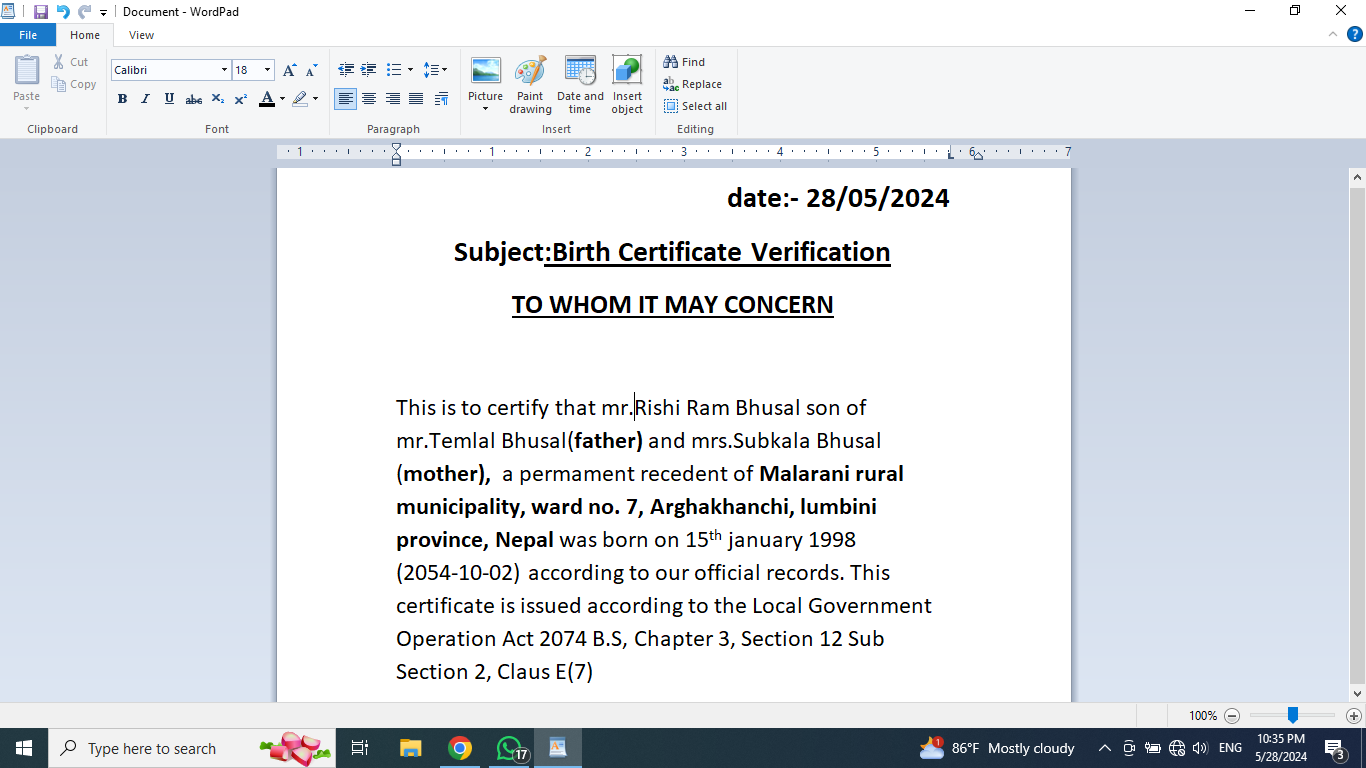 Document - WordPad
File Home View
Paste
Cut
Copy
Clipboard
Calibri 18
B I U abc X₂ X² A
Font
Paragraph
Picture
Paint drawing
Date and time
Insert object
Insert
Find
Replace
Select all
Editing
1 1 2 3 4 5 6 7
date:- 28/05/2024
Subject:Birth Certificate Verification
TO WHOM IT MAY CONCERN
This is to certify that mr.Rishi Ram Bhusal son of
mr.Temlal Bhusal(father) and mrs.Subkala Bhusal
(mother), a permament recedent of Malarani rural
municipality, ward no. 7, Arghakhanchi, lumbini
province, Nepal was born on 15th january 1998
(2054-10-02) according to our official records. This
certificate is issued according to the Local Government
Operation Act 2074 B.S, Chapter 3, Section 12 Sub
Section 2, Claus E(7)
100%
Type here to search
17
1
86°F Mostly cloudy
ENG
10:35 PM
5/28/2024
3